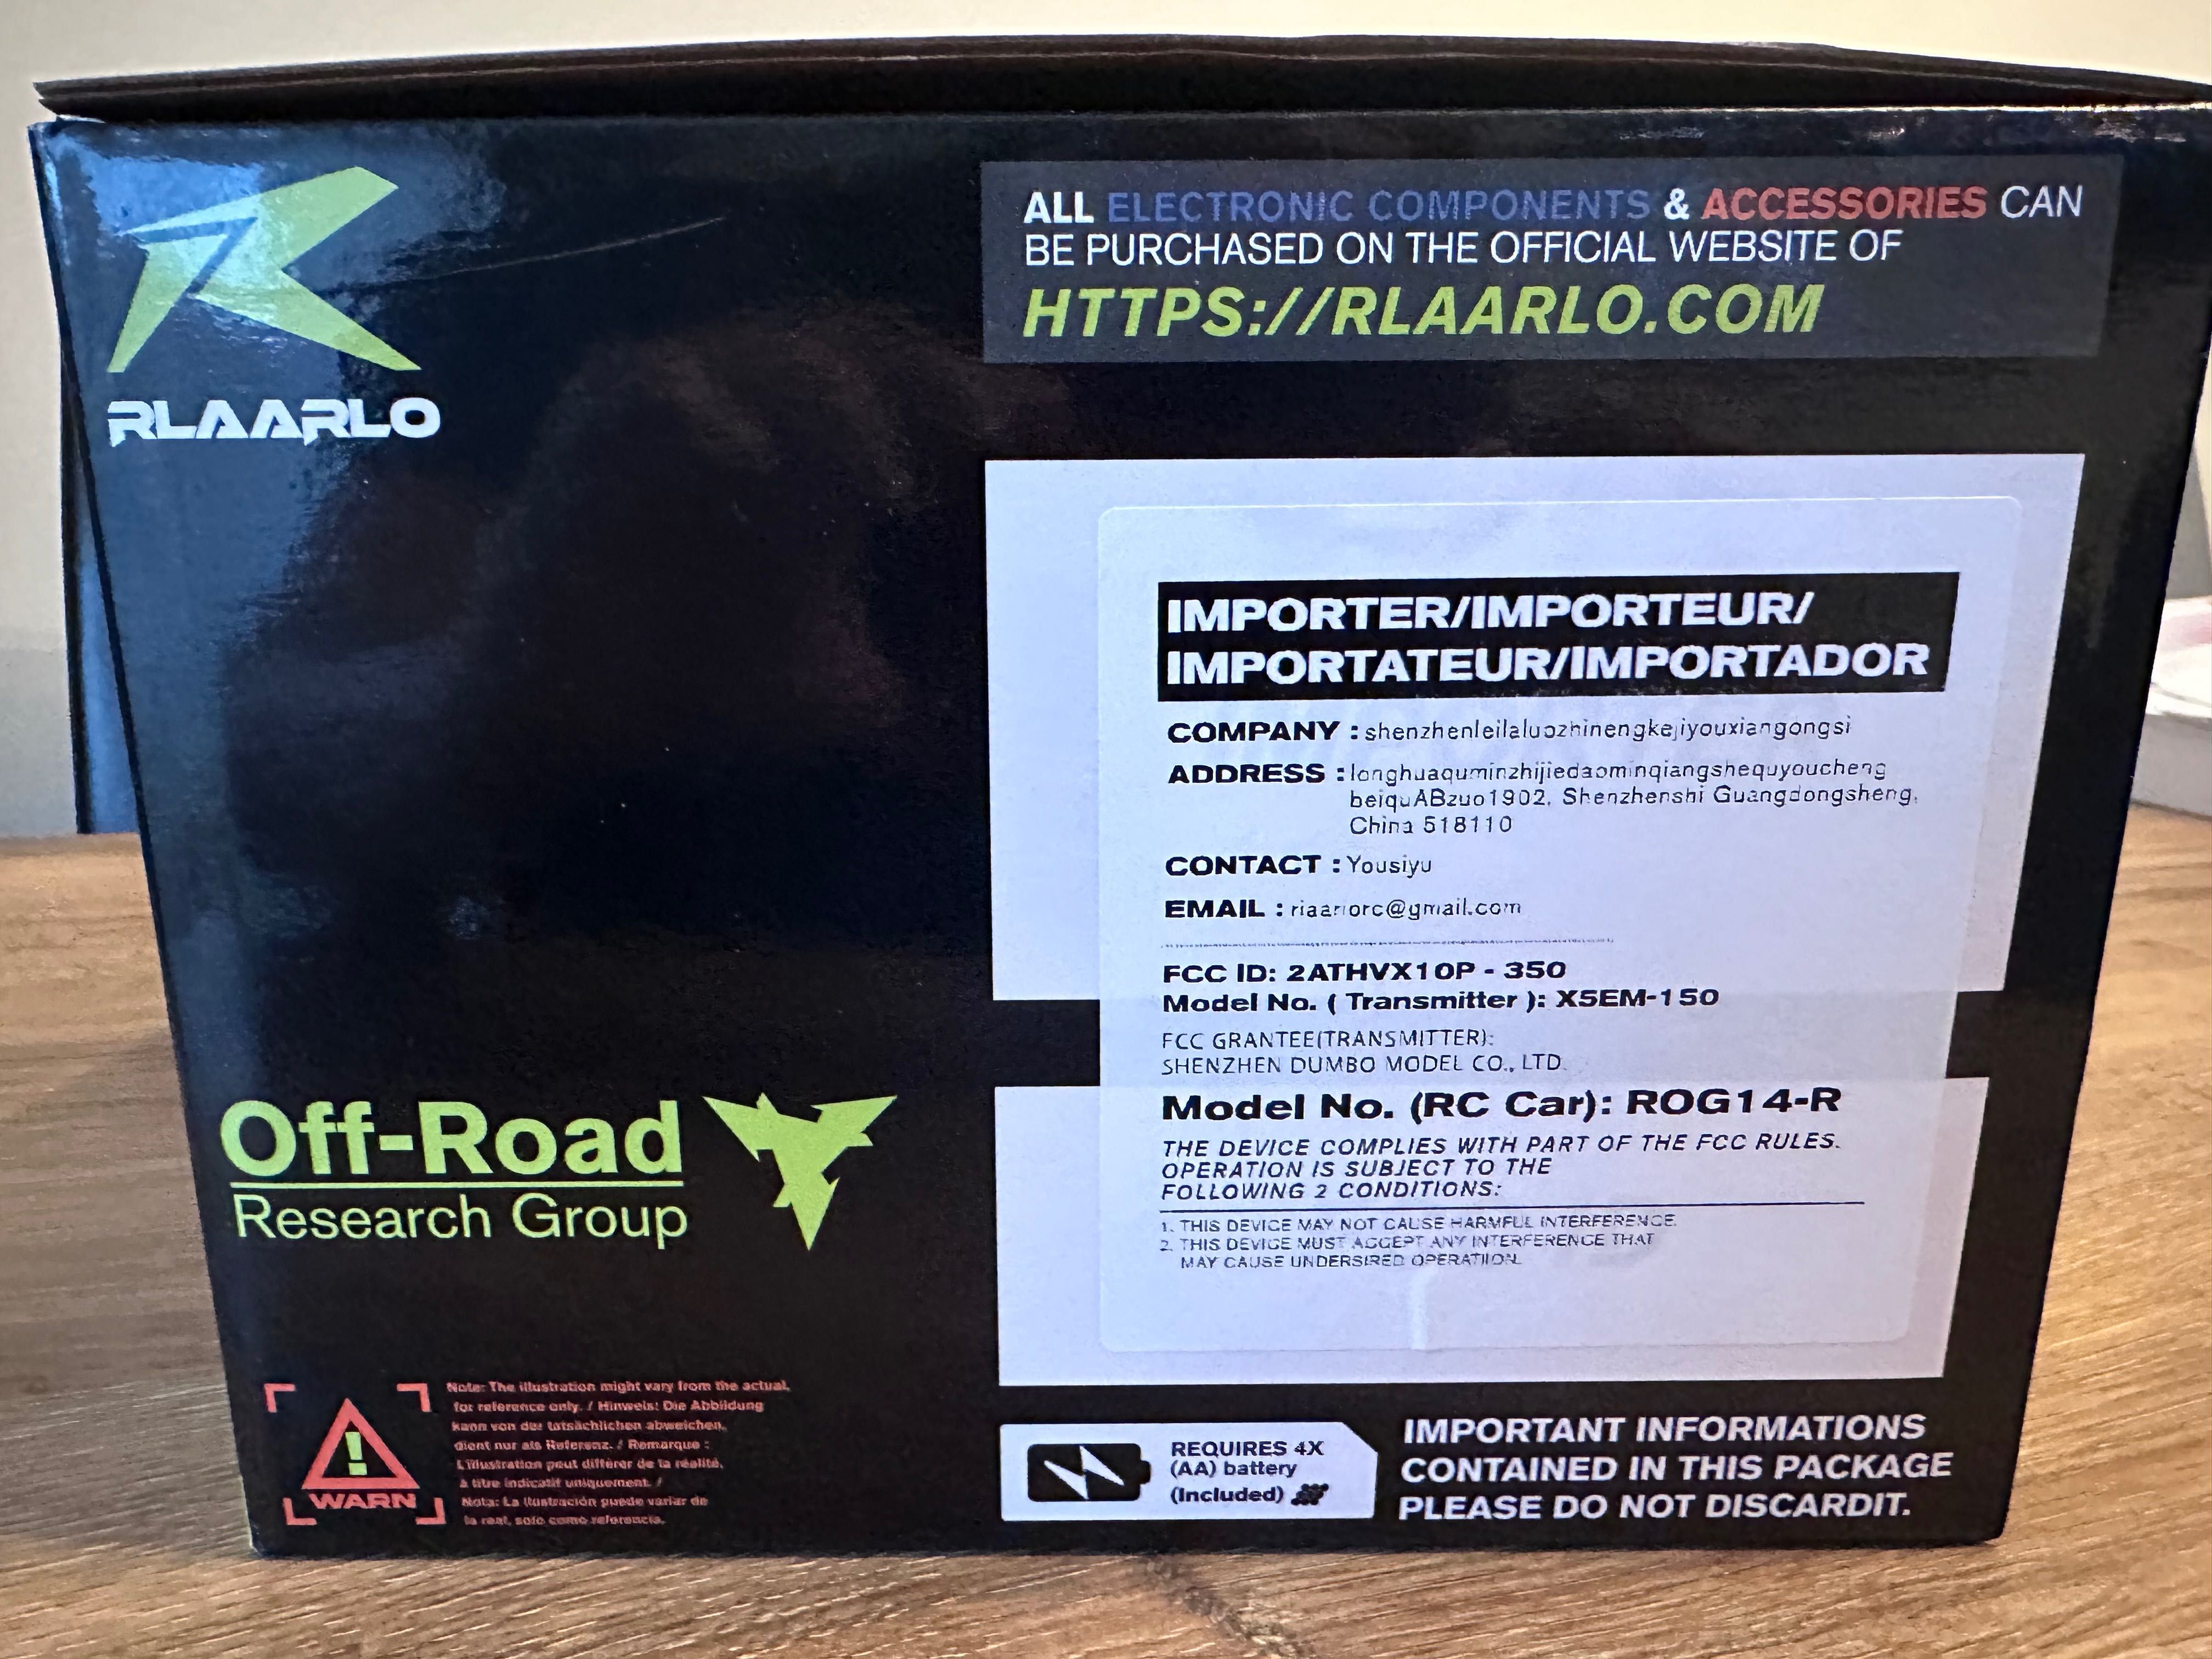 RLAARLO
ALL ELECTRONIC COMPONENTS & ACCESSORIES CAN
BE PURCHASED ON THE OFFICIAL WEBSITE OF
HTTPS://RLAARLO.COM
IMPORTER/IMPORTEUR/
IMPORTATEUR/IMPORTADOR
COMPANY : shenzhenleilaluozhinengkejiyouxiangongsi
ADDRESS : longhuaquminzhijiedaominqiangshequyoucheng
beiquABzuo1902, Shenzhenshi Guangdongsheng,
China 518110
CONTACT : Yousiyu
EMAIL : rlaarlorc@gmail.com
FCC ID: 2ATHVX10P - 350
Model No. ( Transmitter ): X5EM-150
FCC GRANTEE(TRANSMITTER):
SHENZHEN DUMBO MODEL CO., LTD.
Model No. (RC Car): ROG14-R
THE DEVICE COMPLIES WITH PART OF THE FCC RULES.
OPERATION IS SUBJECT TO THE
FOLLOWING 2 CONDITIONS:
1. THIS DEVICE MAY NOT CAUSE HARMFUL INTERFERENCE.
2. THIS DEVICE MUST ACCEPT ANY INTERFERENCE THAT
MAY CAUSE UNDERSIRED OPERATIION.
Off-Road
Research Group
WARN
Note: The illustration might vary from the actual,
for reference only. / Hinweis: Die Abbildung
kann von der tatsächlichen abweichen,
dient nur als Referenz. / Remarque :
L'illustration peut différer de la réalité,
à titre indicatif uniquement. /
Nota: La ilustración puede variar de
la real, solo como referencia.
REQUIRES 4X
(AA) battery
(Included)
IMPORTANT INFORMATIONS
CONTAINED IN THIS PACKAGE
PLEASE DO NOT DISCARDIT.